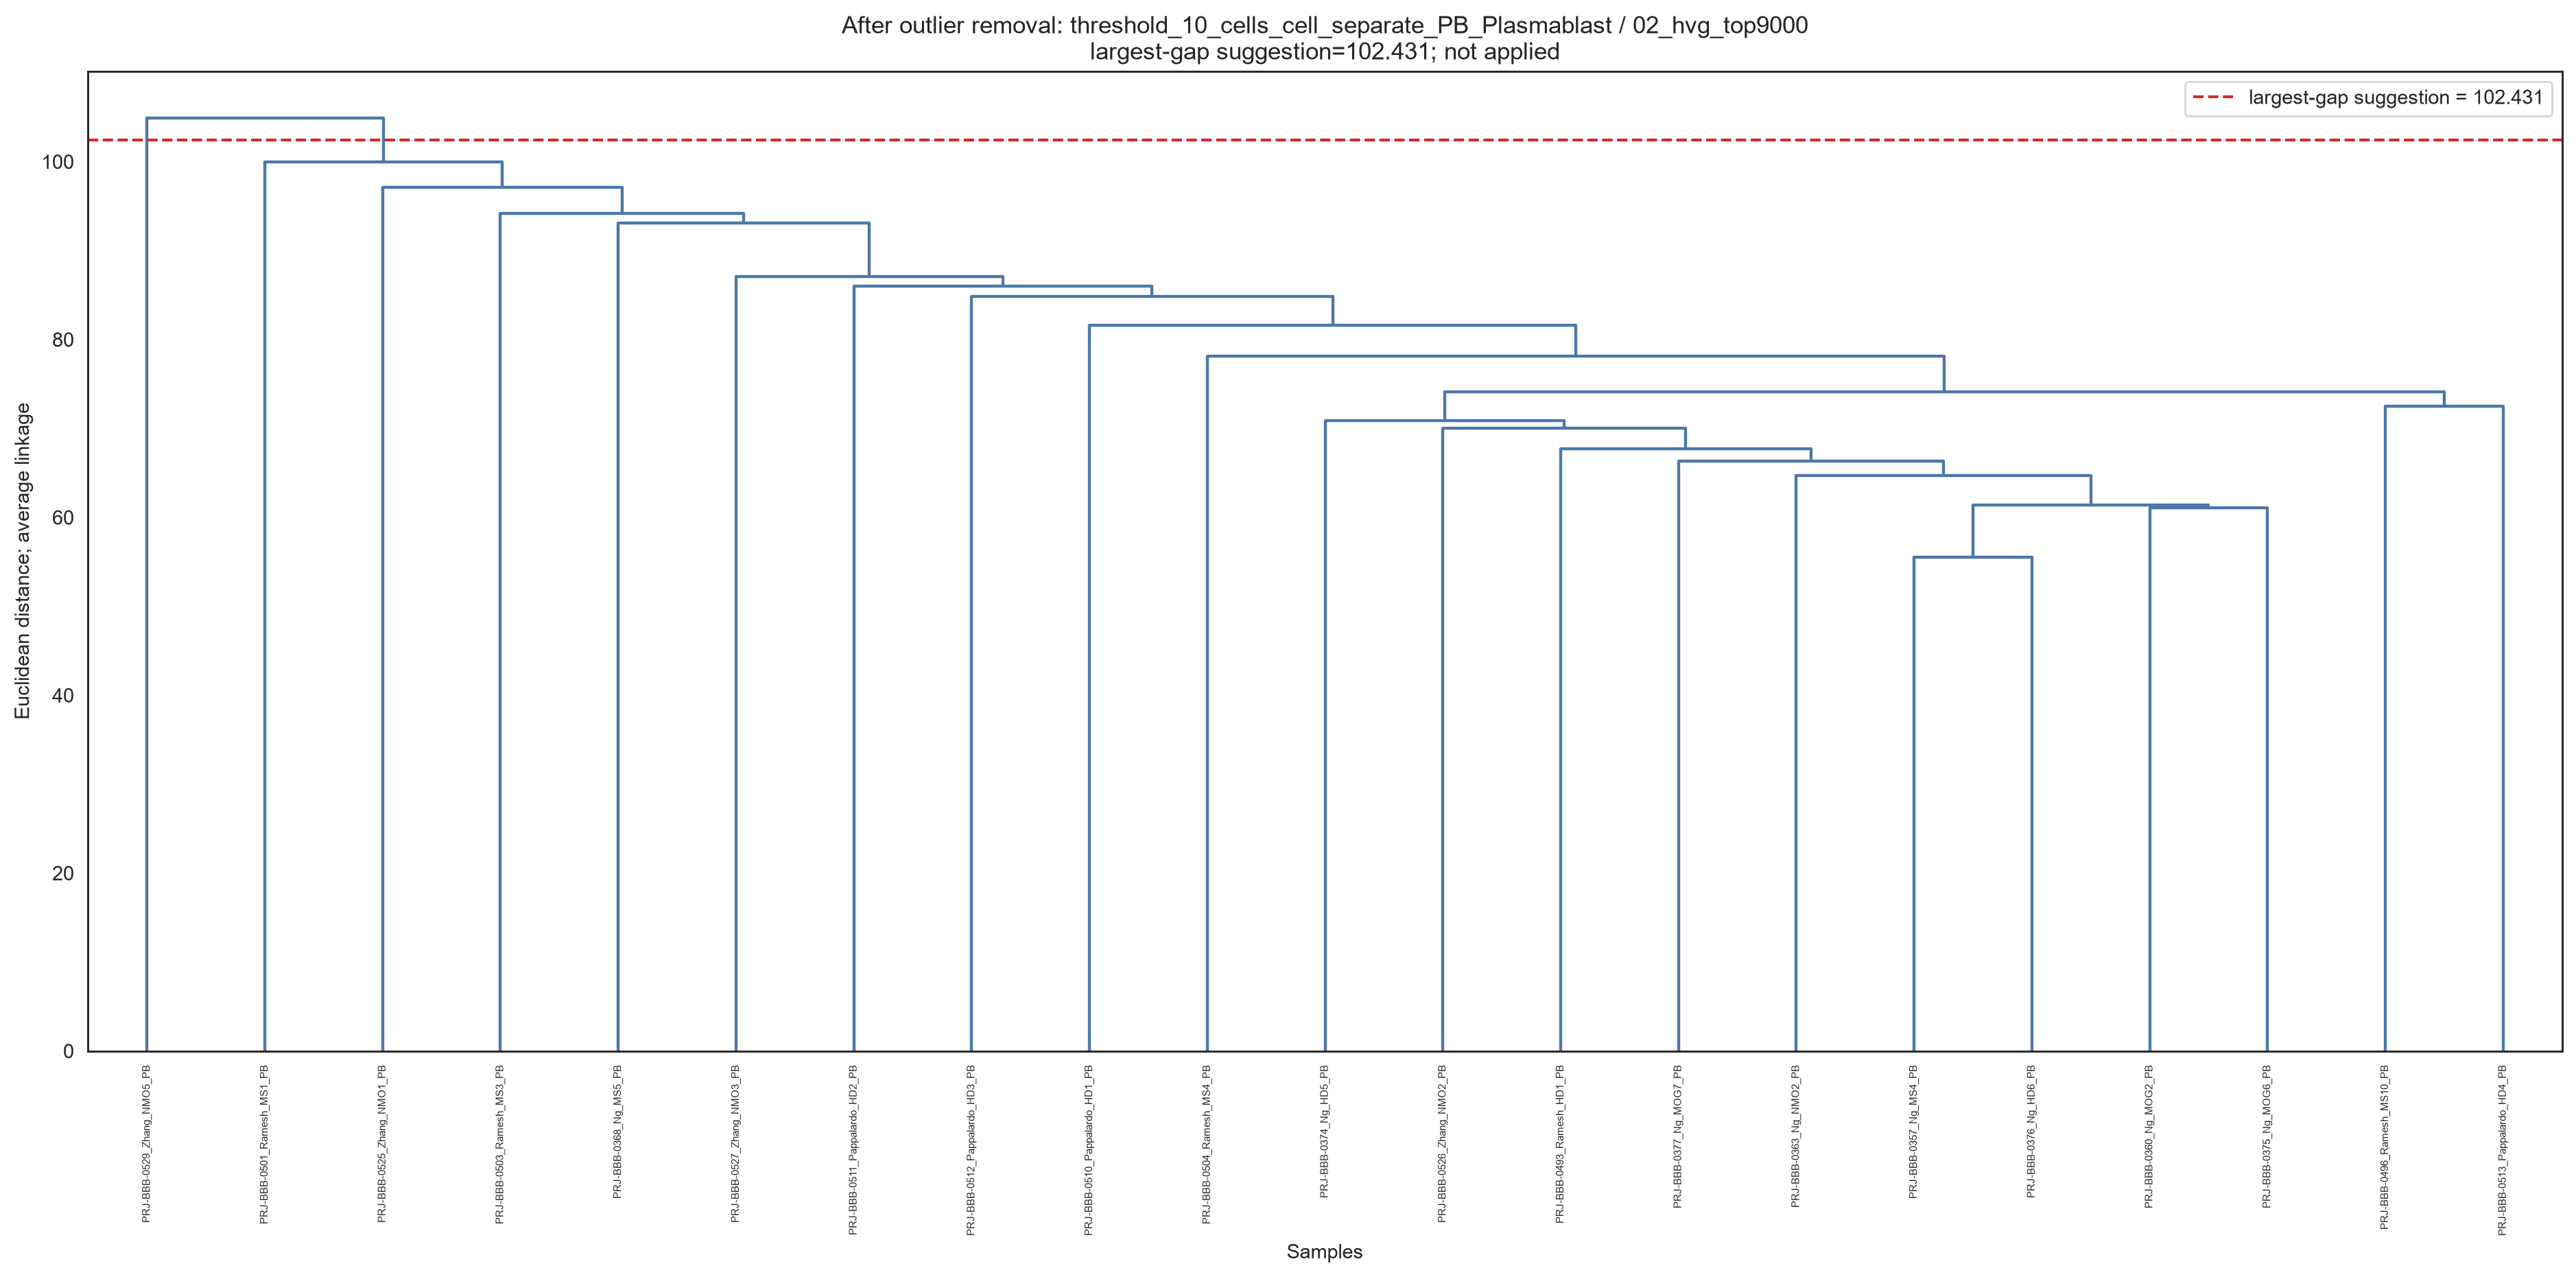 After outlier removal: threshold_10_cells_cell_separate_PB_Plasmablast / 02_hvg_top9000
largest-gap suggestion=102.431; not applied
largest-gap suggestion = 102.431
Euclidean distance; average linkage
100
80
60
40
20
0
PRJ-BBB-0529_Zhang_NMO5_PB
PRJ-BBB-0501_Ramesh_MS1_PB
PRJ-BBB-0525_Zhang_NMO1_PB
PRJ-BBB-0503_Ramesh_MS3_PB
PRJ-BBB-0368_Ng_MS5_PB
PRJ-BBB-0527_Zhang_NMO3_PB
PRJ-BBB-0511_Pappalardo_HD2_PB
PRJ-BBB-0512_Pappalardo_HD3_PB
PRJ-BBB-0510_Pappalardo_HD1_PB
PRJ-BBB-0504_Ramesh_MS4_PB
PRJ-BBB-0374_Ng_HD5_PB
PRJ-BBB-0526_Zhang_NMO2_PB
PRJ-BBB-0493_Ramesh_HD1_PB
PRJ-BBB-0377_Ng_MOG7_PB
PRJ-BBB-0363_Ng_NMO2_PB
PRJ-BBB-0357_Ng_MS4_PB
PRJ-BBB-0376_Ng_HD6_PB
PRJ-BBB-0360_Ng_MOG2_PB
PRJ-BBB-0375_Ng_MOG6_PB
PRJ-BBB-0496_Ramesh_MS10_PB
PRJ-BBB-0513_Pappalardo_HD4_PB
Samples